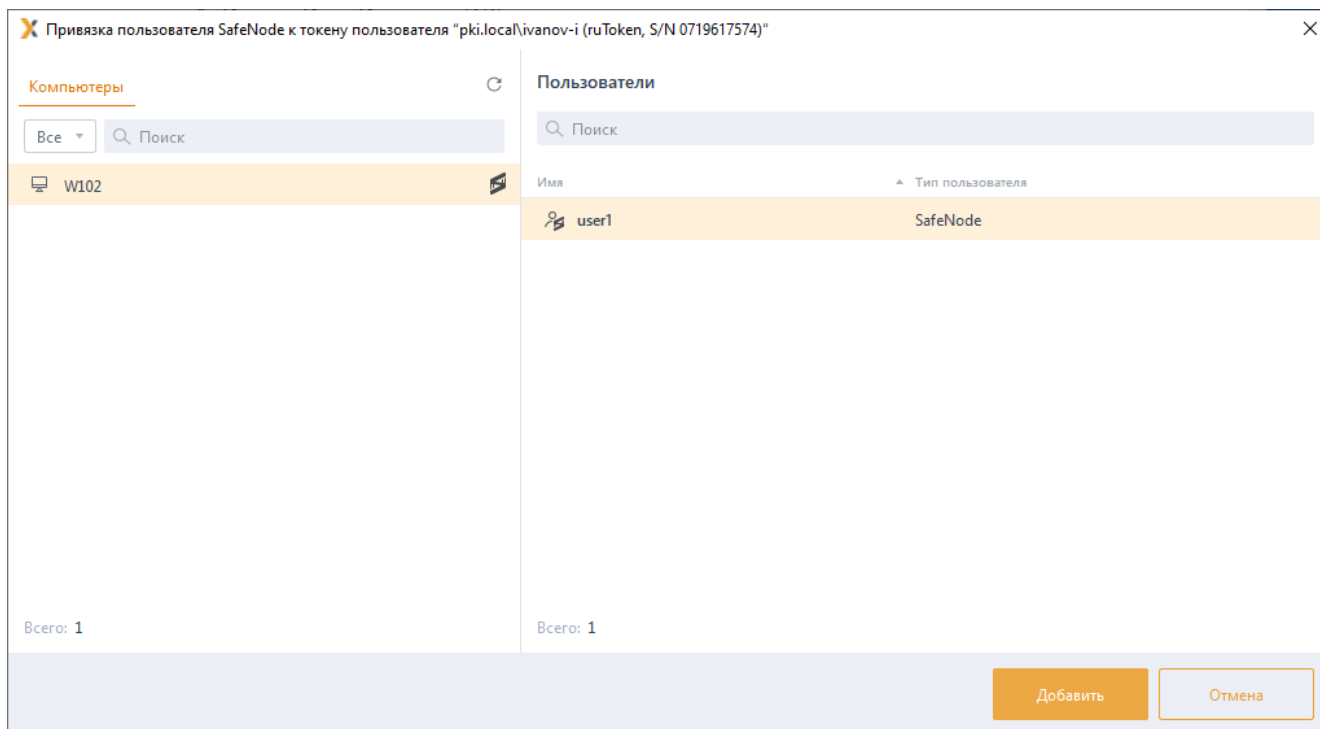 Привязка пользователя SafeNode к токену пользователя “pki.local\ivanov-i (ruToken, S/N 0719617574)“
Компьютеры
Все
Поиск
W102
Всего: 1
Пользователи
Поиск
Имя Тип пользователя
user1 SafeNode
Всего: 1
Добавить Отмена